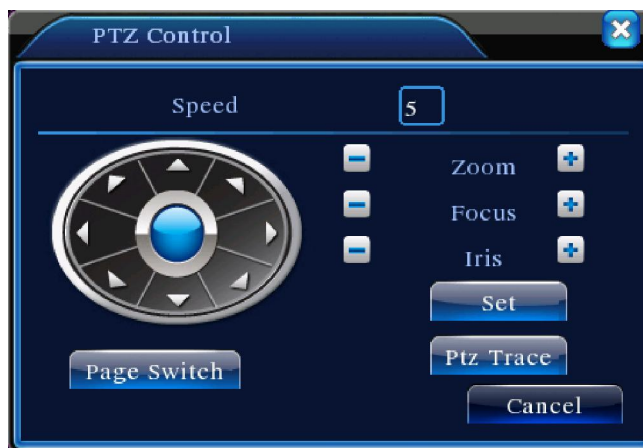 PTZ Control
Speed 5
Zoom
Focus
Iris
Set
Page Switch
Ptz Trace
Cancel